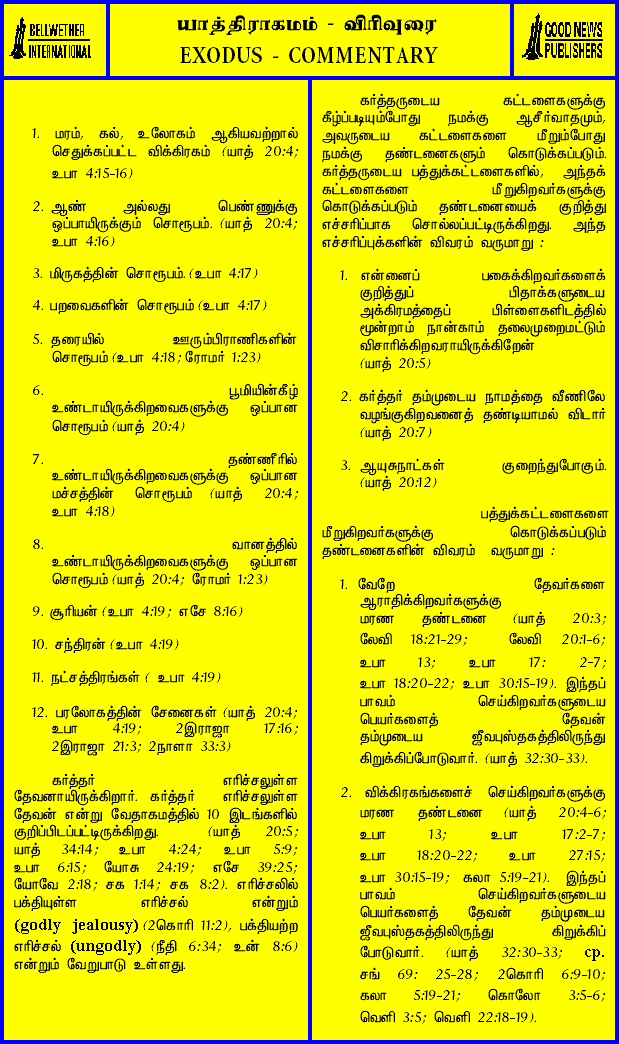 BELLWETHER
INTERNATIONAL
யாத்திராகமம் - விரிவுரை
EXODUS - COMMENTARY
GOOD NEWS
PUBLISHERS
1. மரம், கல், உலோகம் ஆகியவற்றால்
செதுக்கப்பட்ட விக்கிரகம் (யாத் 20:4;
உபா 4:15-16)
2. ஆண் அல்லது பெண்ணுக்கு
ஒப்பாயிருக்கும் சொரூபம். (யாத் 20:4;
உபா 4:16)
3. மிருகத்தின் சொரூபம். (உபா 4:17)
4. பறவைகளின் சொரூபம் (உபா 4:17)
5. தரையில் ஊரும்பிராணிகளின்
சொரூபம் (உபா 4:18; ரோமர் 1:23)
6. பூமியின்கீழ்
உண்டாயிருக்கிறவைகளுக்கு ஒப்பான
சொரூபம் (யாத் 20:4)
7. தண்ணீரில்
உண்டாயிருக்கிறவைகளுக்கு ஒப்பான
மச்சத்தின் சொரூபம் (யாத் 20:4;
உபா 4:18)
8. வானத்தில்
உண்டாயிருக்கிறவைகளுக்கு ஒப்பான
சொரூபம் (யாத் 20:4; ரோமர் 1:23)
9. சூரியன் (உபா 4:19; எசே 8:16)
10. சந்திரன் (உபா 4:19)
11. நட்சத்திரங்கள் ( உபா 4:19)
12. பரலோகத்தின் சேனைகள் (யாத் 20:4;
உபா 4:19; 2இராஜா 17:16;
2இராஜா 21:3; 2நாளா 33:3)
கர்த்தர் எரிச்சலுள்ள
தேவனாயிருக்கிறார். கர்த்தர் எரிச்சலுள்ள
தேவன் என்று வேதாகமத்தில் 10 இடங்களில்
குறிப்பிடப்பட்டிருக்கிறது. (யாத் 20:5;
யாத் 34:14; உபா 4:24; உபா 5:9;
உபா 6:15; யோசு 24:19; எசே 39:25;
யோவே 2:18; சக 1:14; சக 8:2). எரிச்சலில்
பக்தியுள்ள எரிச்சல் என்றும்
(godly jealousy) (2கொரி 11:2), பக்தியற்ற
எரிச்சல் (ungodly) (நீதி 6:34; உன் 8:6)
என்றும் வேறுபாடு உள்ளது.
கர்த்தருடைய கட்டளைகளுக்கு
கீழ்ப்படியும்போது நமக்கு ஆசீர்வாதமும்,
அவருடைய கட்டளைகளை மீறும்போது
நமக்கு தண்டனைகளும் கொடுக்கப்படும்.
கர்த்தருடைய பத்துக்கட்டளைகளில், அந்தக்
கட்டளைகளை மீறுகிறவர்களுக்கு
கொடுக்கப்படும் தண்டனையைக் குறித்து
எச்சரிப்பாக சொல்லப்பட்டிருக்கிறது. அந்த
எச்சரிப்புக்களின் விவரம் வருமாறு :
1. என்னைப் பகைக்கிறவர்களைக்
குறித்துப் பிதாக்களுடைய
அக்கிரமத்தைப் பிள்ளைகளிடத்தில்
மூன்றாம் நான்காம் தலைமுறைமட்டும்
விசாரிக்கிறவராயிருக்கிறேன்
(யாத் 20:5)
2. கர்த்தர் தம்முடைய நாமத்தை வீணிலே
வழங்குகிறவனைத் தண்டியாமல் விடார்
(யாத் 20:7)
3. ஆயுசுநாட்கள் குறைந்துபோகும்.
(யாத் 20:12)
பத்துக்கட்டளைகளை
மீறுகிறவர்களுக்கு கொடுக்கப்படும்
தண்டனைகளின் விவரம் வருமாறு :
1. வேறே தேவர்களை
ஆராதிக்கிறவர்களுக்கு
மரண தண்டனை (யாத் 20:3;
லேவி 18:21-29; லேவி 20:1-6;
உபா 13; உபா 17: 2-7;
உபா 18:20-22; உபா 30:15-19). இந்தப்
பாவம் செய்கிறவர்களுடைய
பெயர்களைத் தேவன்
தம்முடைய ஜீவபுஸ்தகத்திலிருந்து
கிறுக்கிப்போடுவார். (யாத் 32:30-33).
2. விக்கிரகங்களைச் செய்கிறவர்களுக்கு
மரண தண்டனை (யாத் 20:4-6;
உபா 13; உபா 17:2-7;
உபா 18:20-22; உபா 27:15;
உபா 30:15-19; கலா 5:19-21). இந்தப்
பாவம் செய்கிறவர்களுடைய
பெயர்களைத் தேவன் தம்முடைய
ஜீவபுஸ்தகத்திலிருந்து கிறுக்கிப்
போடுவார். (யாத் 32:30-33; cp.
சங் 69: 25-28; 2கொரி 6:9-10;
கலா 5:19-21; கொலோ 3:5-6;
வெளி 3:5; வெளி 22:18-19).